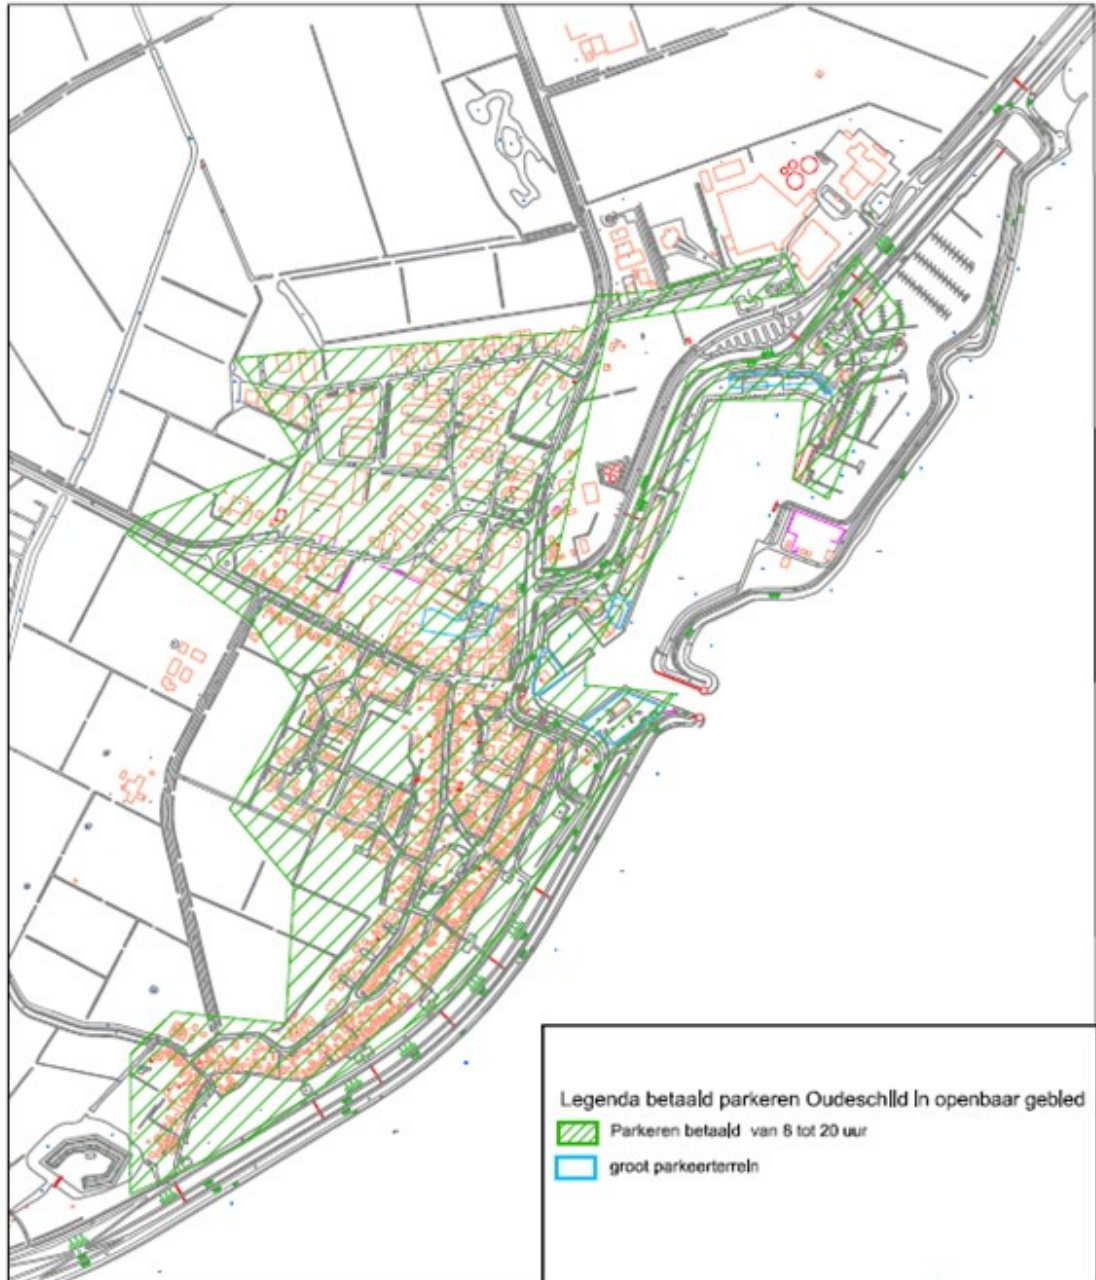 Legenda betaald parkeren Oudeschild in openbaar gebied
Parkeren betaald van 8 tot 20 uur
groot parkeerterrein